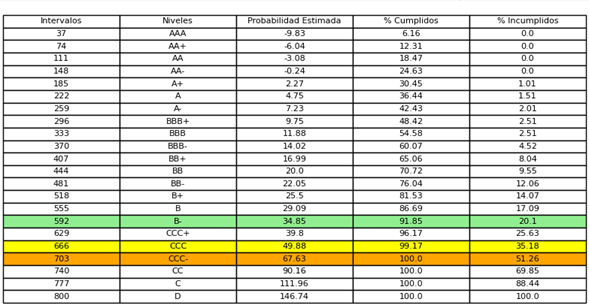 Intervalos Niveles Probabilidad Estimada % Cumplidos % Incumplidos
37 AAA -9.83 6.16 0.0
74 AA+ -6.04 12.31 0.0
111 AA -3.08 18.47 0.0
148 AA- -0.24 24.63 0.0
185 A+ 2.27 30.45 1.01
222 A 4.75 36.44 1.51
259 A- 7.23 42.43 2.01
296 BBB+ 9.75 48.42 2.51
333 BBB 11.88 54.58 2.51
370 BBB- 14.02 60.07 4.52
407 BB+ 16.99 65.06 8.04
444 BB 20.0 70.72 9.55
481 BB- 22.05 76.04 12.06
518 B+ 25.5 81.53 14.07
555 B 29.09 86.69 17.09
592 B- 34.85 91.85 20.1
629 CCC+ 39.8 96.17 25.63
666 CCC 49.88 99.17 35.18
703 CCC- 67.63 100.0 51.26
740 CC 90.16 100.0 69.85
777 C 111.96 100.0 88.44
800 D 146.74 100.0 100.0